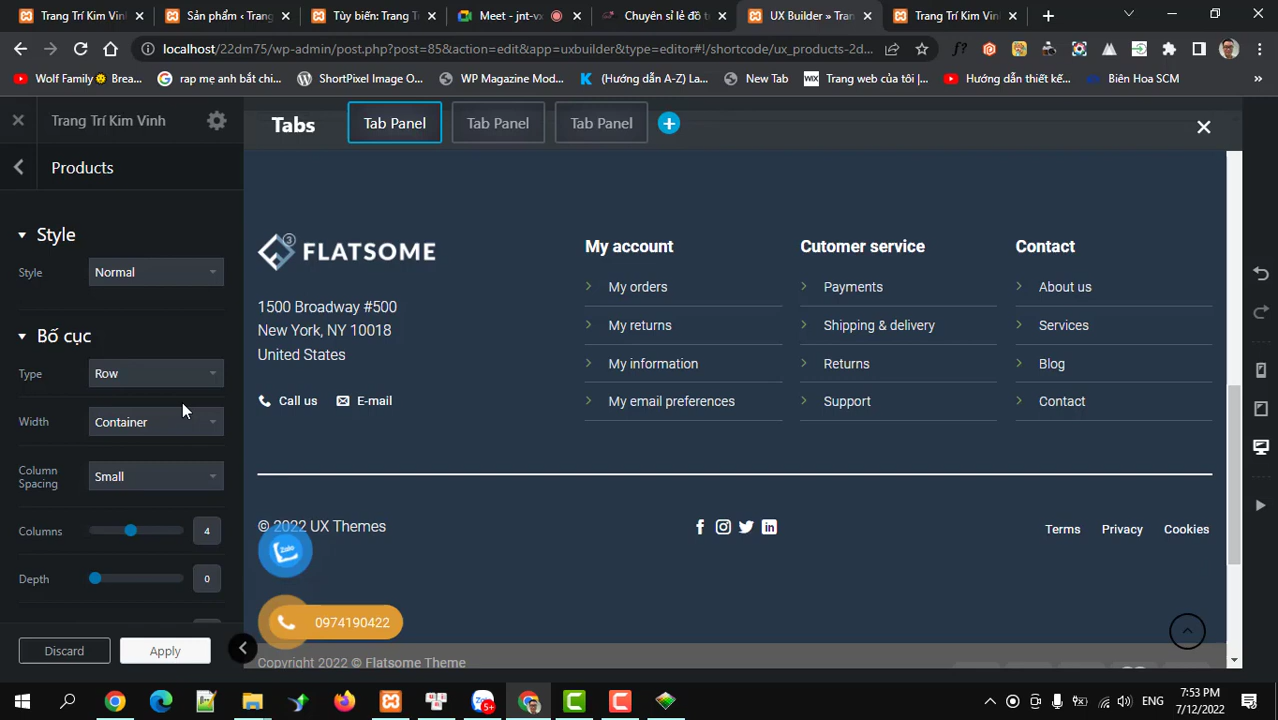 Trang Trí Kim Vinh
Sản phẩm ‹ Trang
Tùy biến: Trang T
Meet - jnt-v
Chuyên sỉ lẻ đồ t
UX Builder » Tran
Trang Trí Kim Vin
localhost/22dm75/wp-admin/post.php?post=85&action=edit&app=uxbuilder&type=editor#!/shortcode/ux_products-2d...
Wolf Family Brea...
rap mẹ anh bắt chi...
ShortPixel Image O...
WP Magazine Mod...
(Hướng dẫn A-Z) La...
New Tab
WIX
Trang web của tôi |...
Hướng dẫn thiết kế...
Biên Hoa SCM
»
Trang Trí Kim Vinh
Tabs
Tab Panel
Tab Panel
Tab Panel
Products
Style
Style
Normal
Bố cục
Type
Row
Width
Container
Column
Spacing
Small
Columns
4
Depth
0
Discard
Apply
FLATSOME
3
1500 Broadway #500
New York, NY 10018
United States
Call us
E-mail
My account
My orders
My returns
My information
My email preferences
Cutomer service
Payments
Shipping & delivery
Returns
Support
Contact
About us
Services
Blog
Contact
© 2022 UX Themes
Terms
Privacy
Cookies
Zalo
0974190422
Copyright 2022 © Flatsome Theme
5+
ENG
7:53 PM
7/12/2022